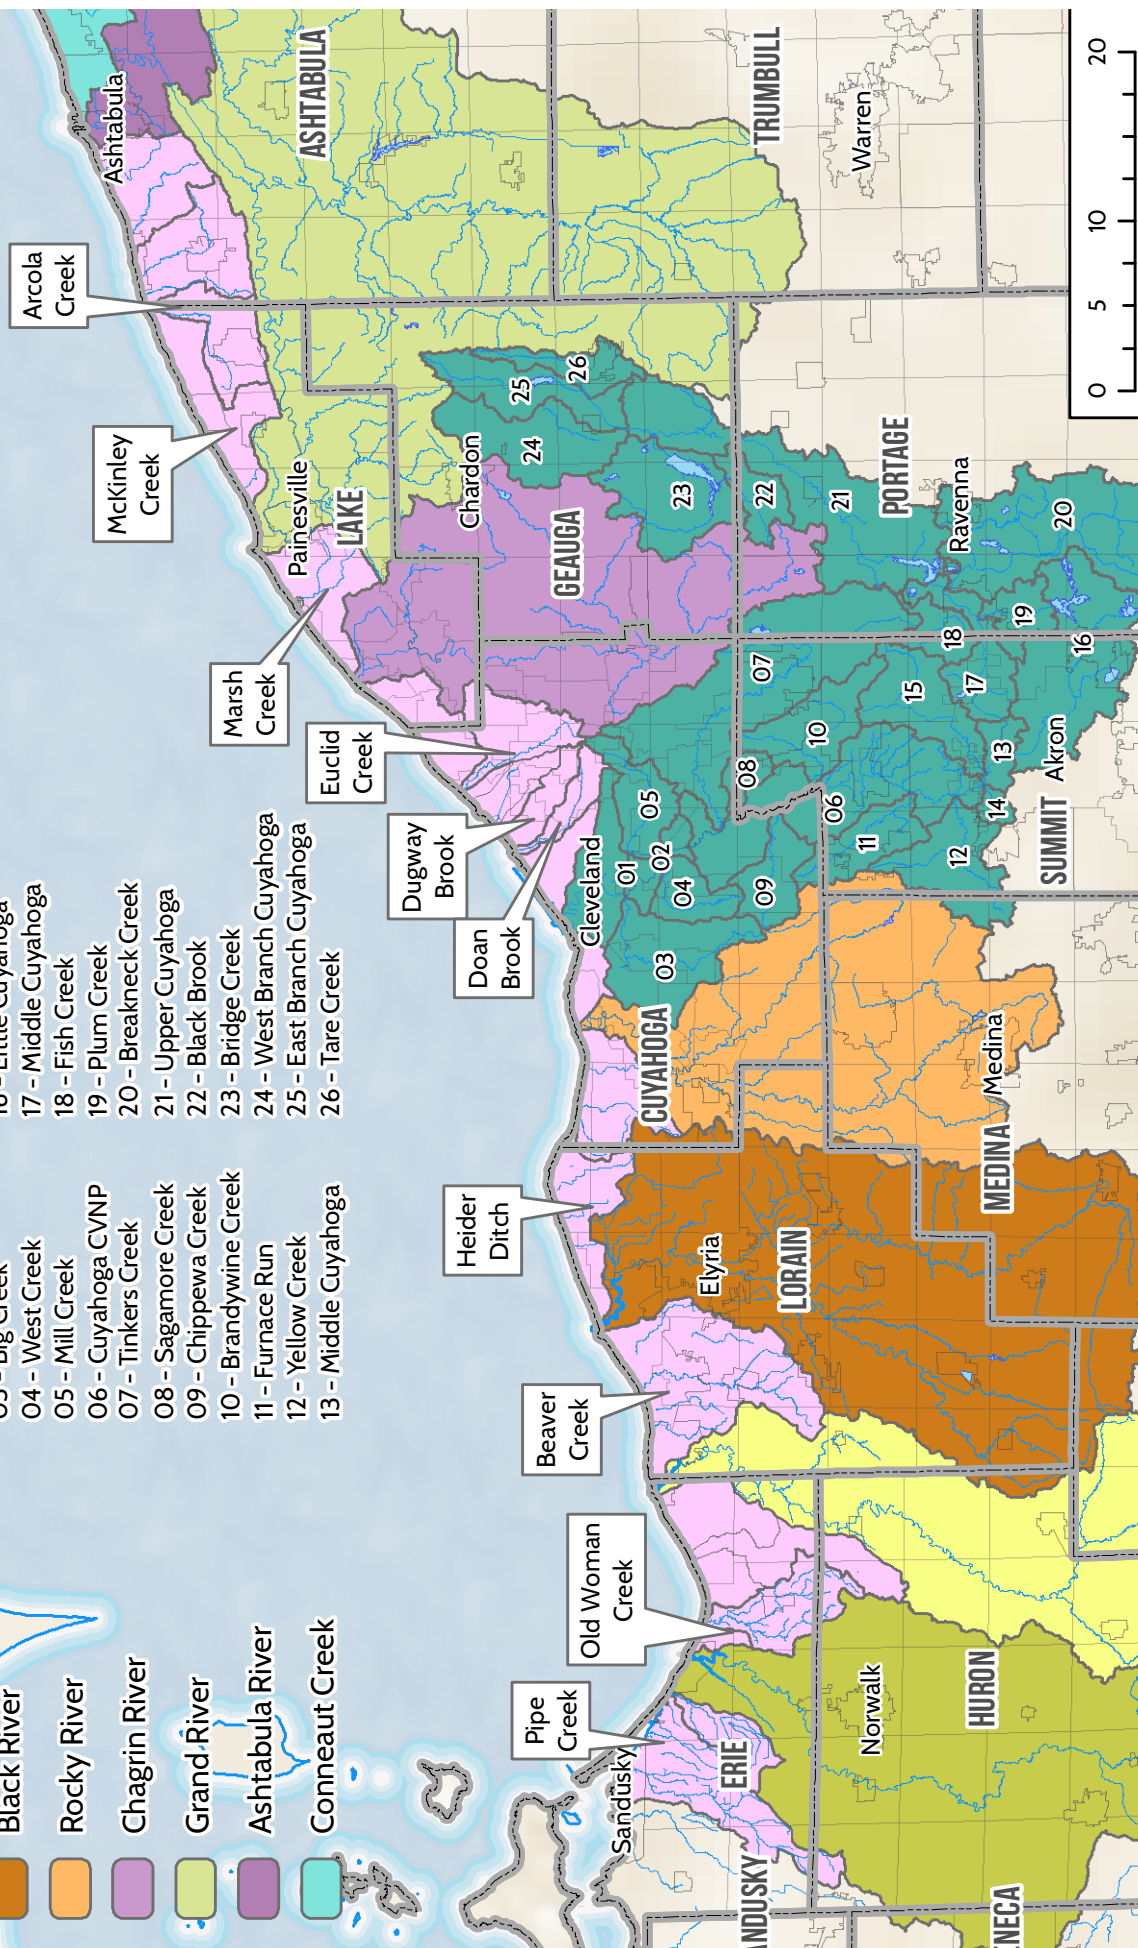 Black River
Rocky River
Chagrin River
Grand River
Ashtabula River
Conneaut Creek
04 - West Creek
05 - Mill Creek
06 - Cuyahoga CVNP
07 - Tinkers Creek
08 - Sagamore Creek
09 - Chippewa Creek
10 - Brandywine Creek
11 - Furnace Run
12 - Yellow Creek
13 - Middle Cuyahoga
17 - Middle Cuyahoga
18 - Fish Creek
19 - Plum Creek
20 - Breakneck Creek
21 - Upper Cuyahoga
22 - Black Brook
23 - Bridge Creek
24 - West Branch Cuyahoga
25 - East Branch Cuyahoga
26 - Tare Creek
Arcola
Creek
McKinley
Creek
Marsh
Creek
Euclid
Creek
Dugway
Brook
Doan
Brook
Heider
Ditch
Beaver
Creek
Old Woman
Creek
Pipe
Creek
Ashtabula
ASHTABULA
TRUMBULL
Warren
Painesville
LAKE
Chardon
GEAUGA
PORTAGE
Ravenna
Cleveland
CUYAHOGA
Akron
SUMMIT
Medina
MEDINA
Elyria
LORAIN
Norwalk
HURON
ERIE
Sandusky
01
02
03
04
05
06
07
08
09
10
11
12
13
14
15
16
17
18
19
20
21
22
23
24
25
26
0
5
10
20